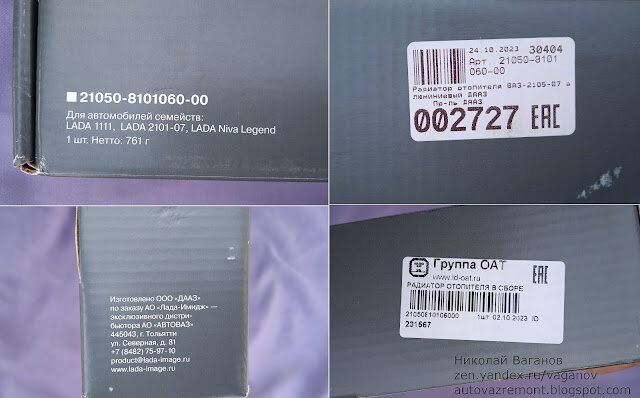 ■21050-8101060-00
Для автомобилей семейств:
LADA 1111, LADA 2101-07, LADA Niva Legend
1 шт. Нетто: 761 г
24.10.2023 30404
Арт. 21050-8101
060-00
Радиатор отопителя ВАЗ-2105-07 а
люминиевый ДААЗ
Пр-ль ДААЗ
002727 EAC
Изготовлено ООО «ДААЗ»
по заказу АО «Лада-Имидж» —
эксклюзивного дистри-
бьютора АО «АВТОВАЗ»
445043, г. Тольятти
ул. Северная, д. 81
+7 (8482) 75-97-10
product@lada-image.ru
www.lada-image.ru
Группа ОАТ
www.td-oat.ru
EAC
РАДИАТОР ОТОПИТЕЛЯ В СБОРЕ
21050810106000 1шт 02.10.2023 ID
231567
Николай Ваганов
zen.yandex.ru/vaganov
autovazremont.blogspot.com